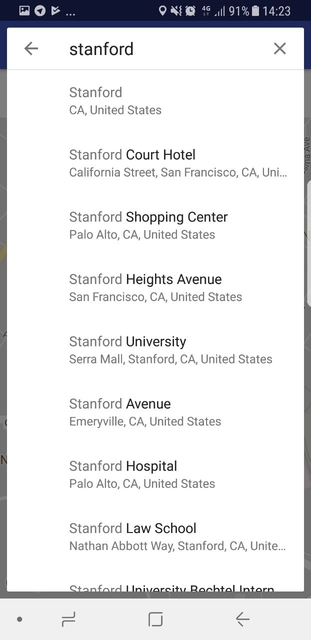 4G 91% 14:23
stanford
Stanford
CA, United States
Stanford Court Hotel
California Street, San Francisco, CA, Uni...
Stanford Shopping Center
Palo Alto, CA, United States
Stanford Heights Avenue
San Francisco, CA, United States
Stanford University
Serra Mall, Stanford, CA, United States
Stanford Avenue
Emeryville, CA, United States
Stanford Hospital
Palo Alto, CA, United States
Stanford Law School
Nathan Abbott Way, Stanford, CA, Unite...
Stanford University Bechtel Intern